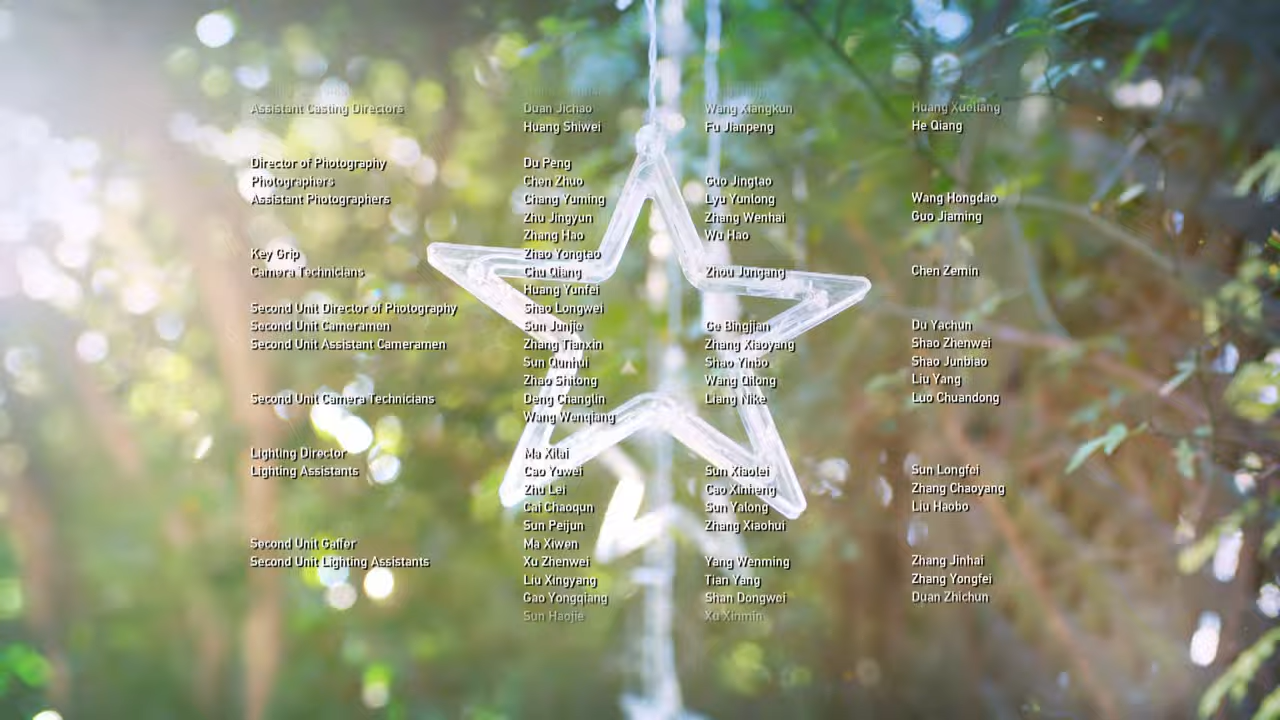 Assistant Casting Directors Duan Jichao Wang Xiangkun Huang Xueliang
Huang Shiwei Fu Jianpeng He Qiang
Director of Photography Du Peng
Photographers Chen Zhuo Guo Jingtao
Assistant Photographers Chang Yuming Lyu Yunlong Wang Hongdao
Zhu Jingyun Zhang Wenhai Guo Jiaming
Zhang Hao Wu Hao
Key Grip Zhao Yongtao
Camera Technicians Chu Qiang Zhou Jungang Chen Zemin
Huang Yunfei
Second Unit Director of Photography Shao Longwei
Second Unit Cameramen Sun Junjie Ge Bingjian Du Yachun
Second Unit Assistant Cameramen Zhang Tianxin Zhang Xiaoyang Shao Zhenwei
Sun Qunhui Shao Yinbo Shao Junbiao
Zhao Shitong Wang Qitong Liu Yang
Second Unit Camera Technicians Deng Changlin Liang Nike Luo Chuandong
Wang Wenqiang
Lighting Director Ma Xilai
Lighting Assistants Cao Yuwei Sun Xiaolei Sun Longfei
Zhu Lei Cao Xinheng Zhang Chaoyang
Cai Chaoqun Sun Yalong Liu Haobo
Sun Peijun Zhang Xiaohui
Second Unit Gaffer Ma Xiwen
Second Unit Lighting Assistants Xu Zhenwei Yang Wenming Zhang Jinhai
Liu Xingyang Tian Yang Zhang Yongfei
Gao Yongqiang Shan Dongwei Duan Zhichun
Sun Haojie Xu Xinmin